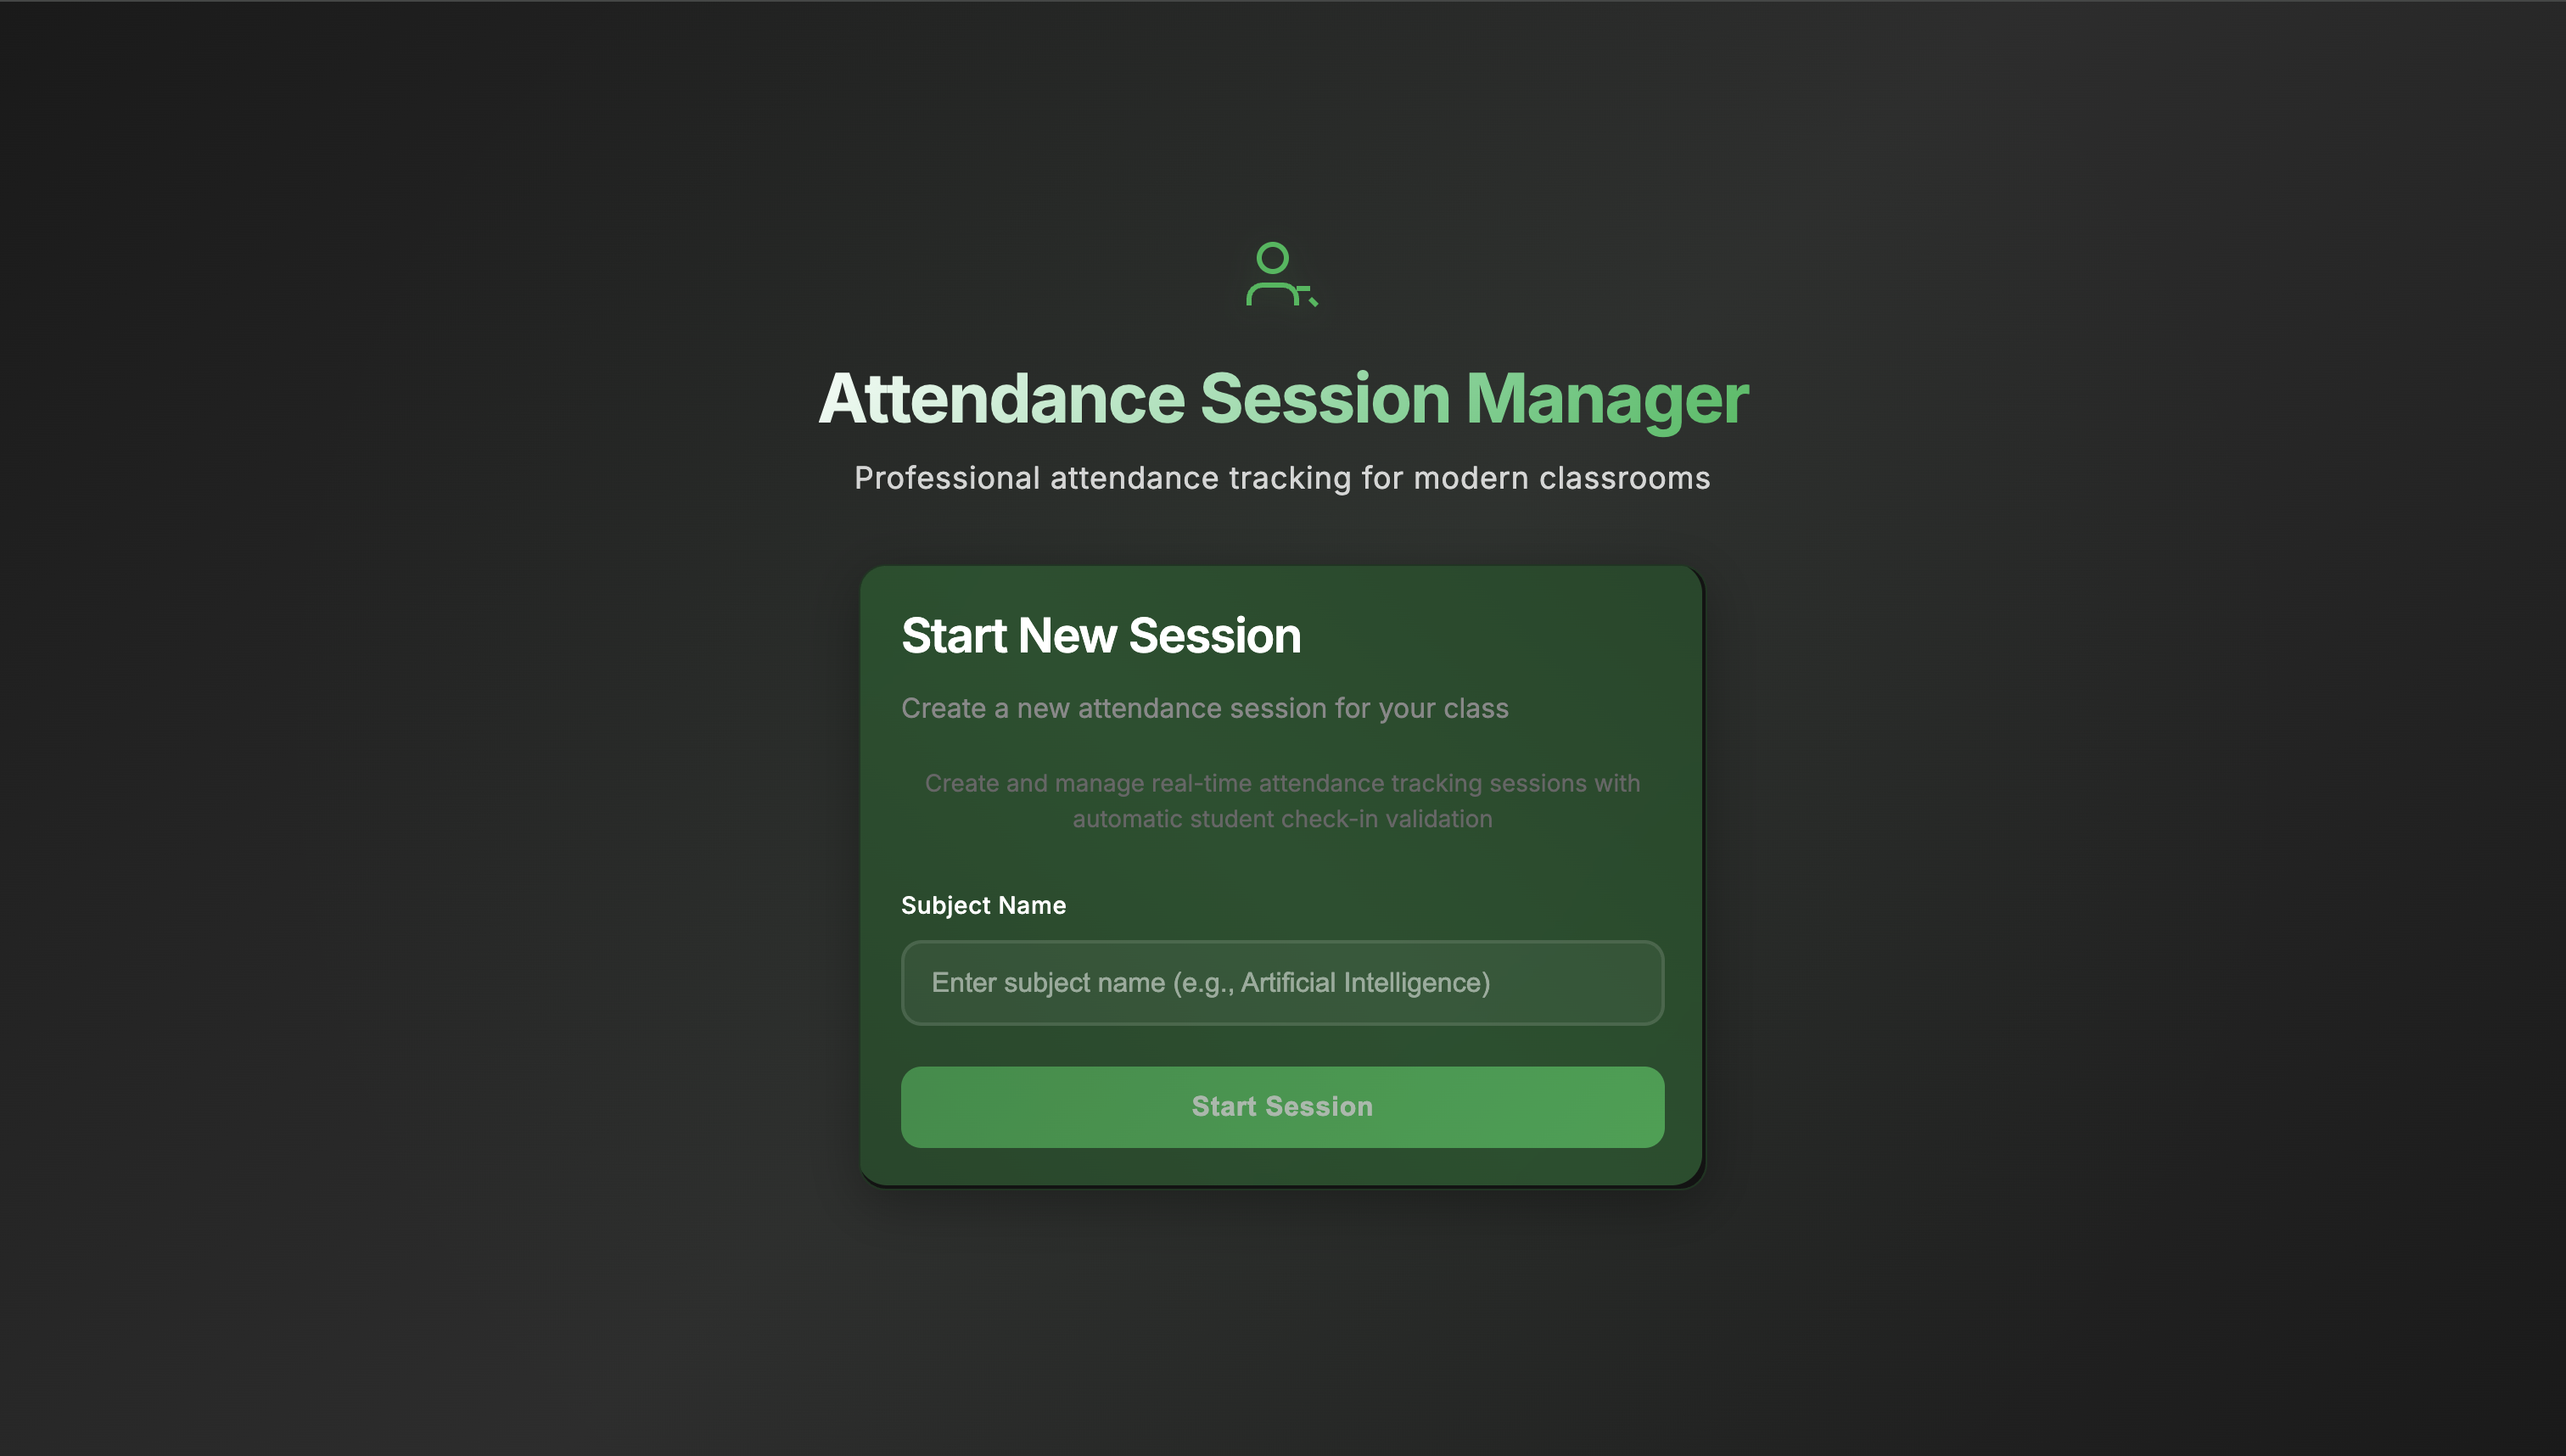 Attendance Session Manager
Professional attendance tracking for modern classrooms
Start New Session
Create a new attendance session for your class
Create and manage real-time attendance tracking sessions with
automatic student check-in validation
Subject Name
Enter subject name (e.g., Artificial Intelligence)
Start Session